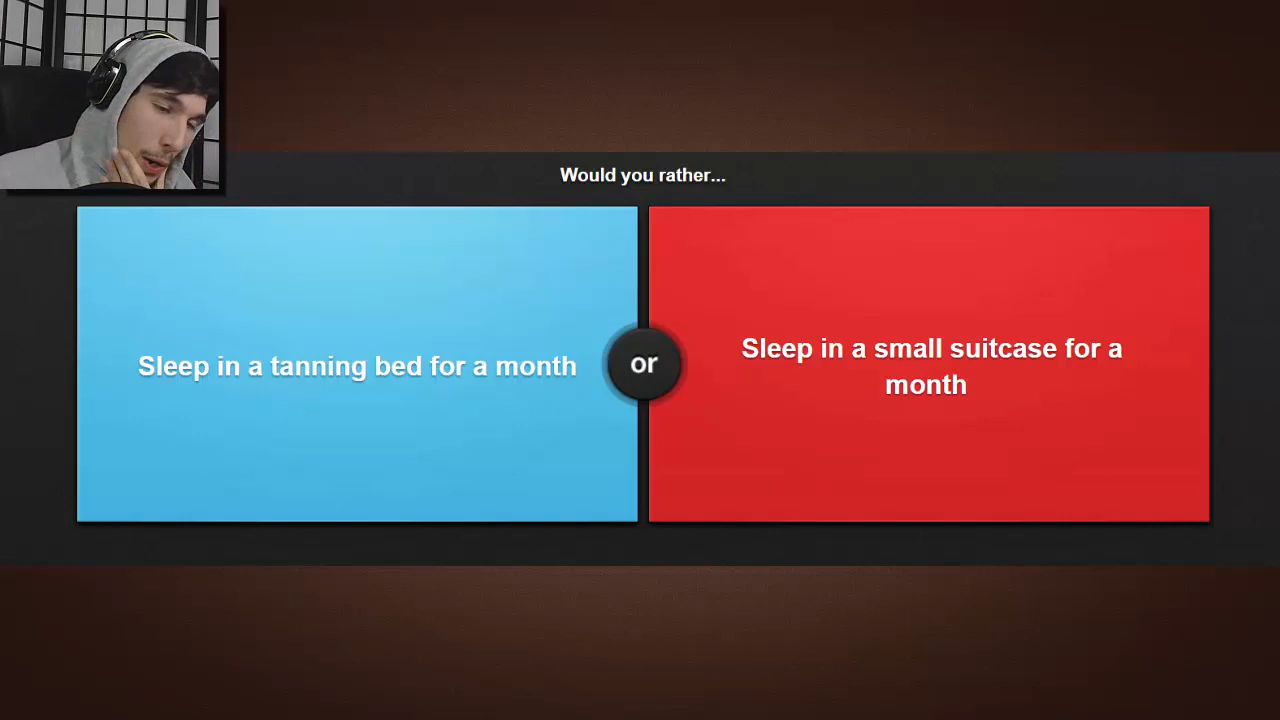 Would you rather...
Sleep in a tanning bed for a month
or
Sleep in a small suitcase for a
month